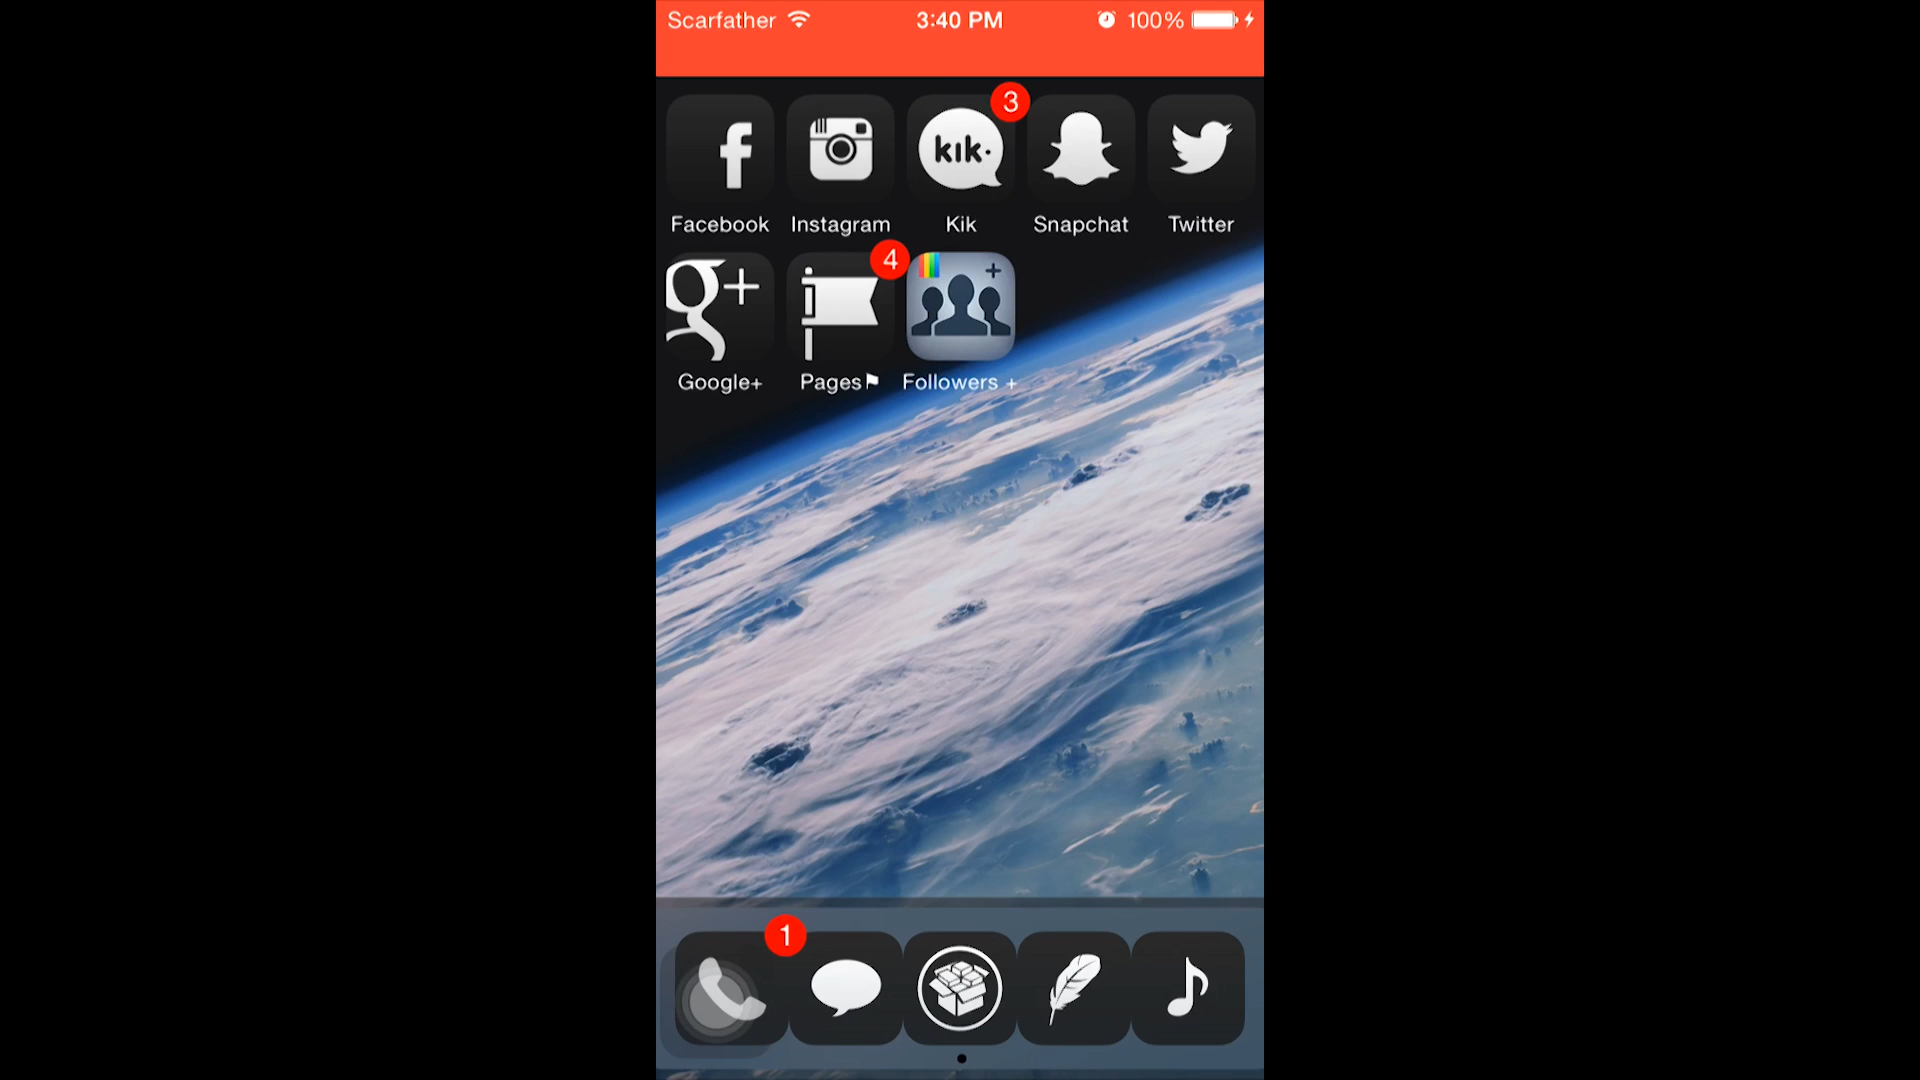 Scarfather 3:40 PM 100%
3
kik.
Facebook Instagram Kik Snapchat Twitter
4
g+
Google+ Pages Followers +
1